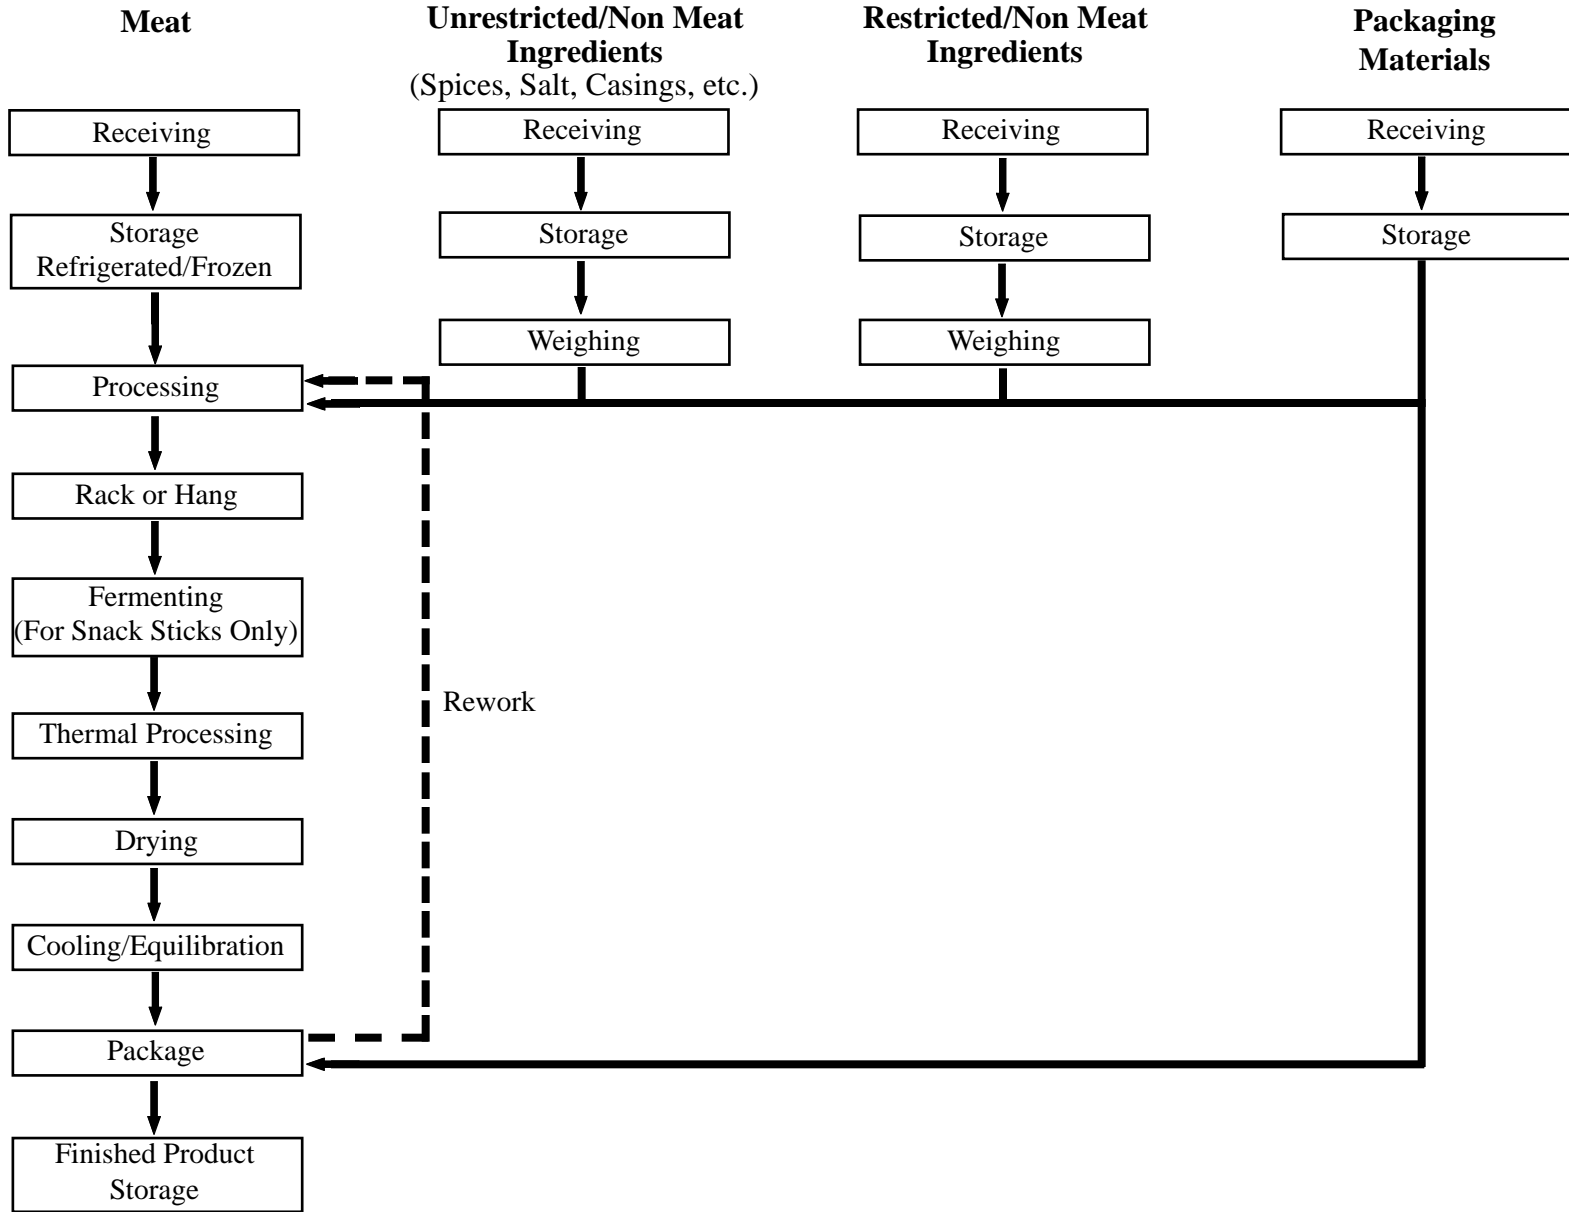 Meat
Unrestricted/Non Meat
Ingredients
(Spices, Salt, Casings, etc.)
Restricted/Non Meat
Ingredients
Packaging
Materials
Receiving
Receiving
Receiving
Receiving
Storage
Refrigerated/Frozen
Storage
Storage
Storage
Weighing
Weighing
Processing
Rack or Hang
Fermenting
(For Snack Sticks Only)
Rework
Thermal Processing
Drying
Cooling/Equilibration
Package
Finished Product
Storage